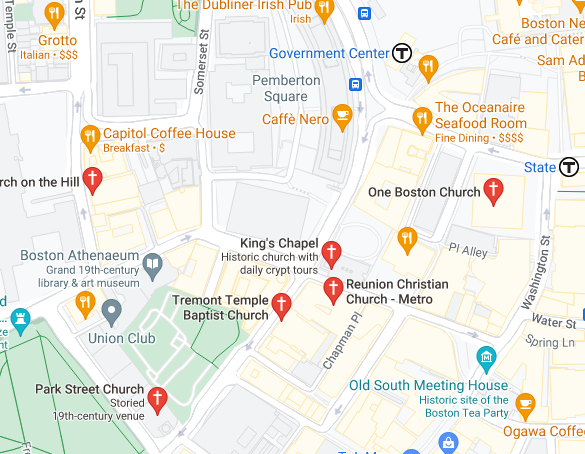 The Dubliner Irish Pub
Irish
Temple St
Grotto
Italian • $$$
Somerset St
Government Center
T
Boston Ne
Café and Cater
Sam Ad
Pemberton
Square
Caffè Nero
The Oceanaire
Seafood Room
Fine Dining • $$$$
Capitol Coffee House
Breakfast • $
State
T
rch on the Hill
One Boston Church
King's Chapel
Historic church with
daily crypt tours
Pl Alley
Washington St
Boston Athenaeum
Grand 19th-century
library & art museum
Reunion Christian
Church - Metro
Tremont Temple
Baptist Church
Union Club
Chapman Pl
Water St
Spring Ln
Old South Meeting House
Historic site of the
Boston Tea Party
Park Street Church
Storied
19th-century venue
Ogawa Coffe